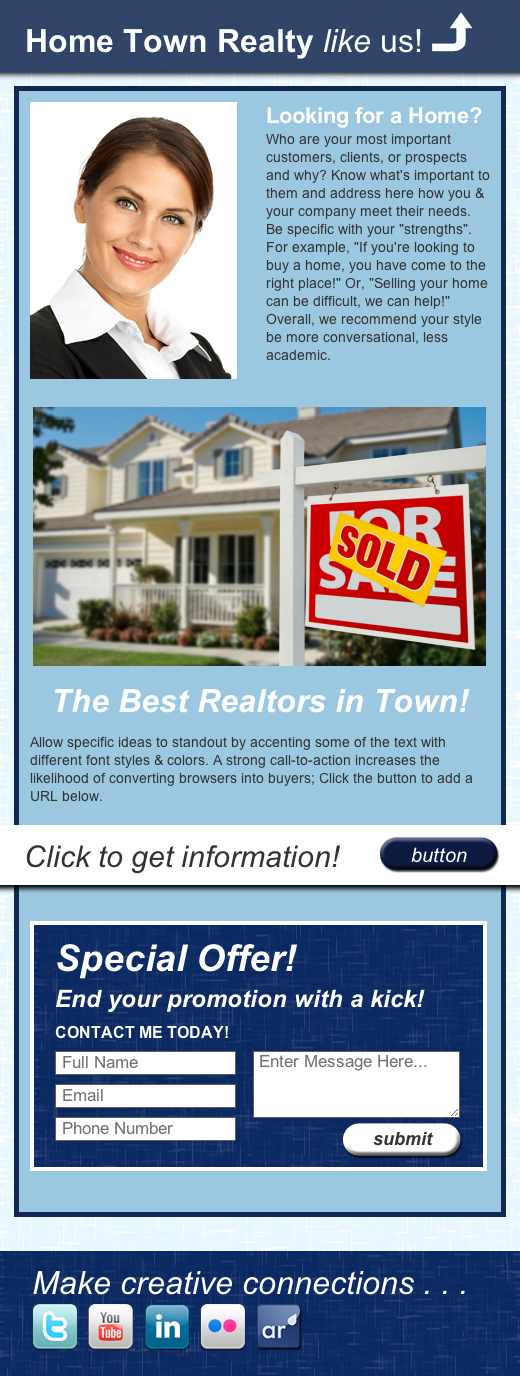 Home Town Realty like us!
Looking for a Home?
Who are your most important
customers, clients, or prospects
and why? Know what's important to
them and address here how you &
your company meet their needs.
Be specific with your "strengths".
For example, "If you're looking to
buy a home, you have come to the
right place!" Or, "Selling your home
can be difficult, we can help!"
Overall, we recommend your style
be more conversational, less
academic.
FOR
SALE
SOLD
The Best Realtors in Town!
Allow specific ideas to standout by accenting some of the text with
different font styles & colors. A strong call-to-action increases the
likelihood of converting browsers into buyers; Click the button to add a
URL below.
Click to get information!
button
Special Offer!
End your promotion with a kick!
CONTACT ME TODAY!
Full Name
Enter Message Here...
Email
Phone Number
submit
Make creative connections . . .
You
Tube
in
ar